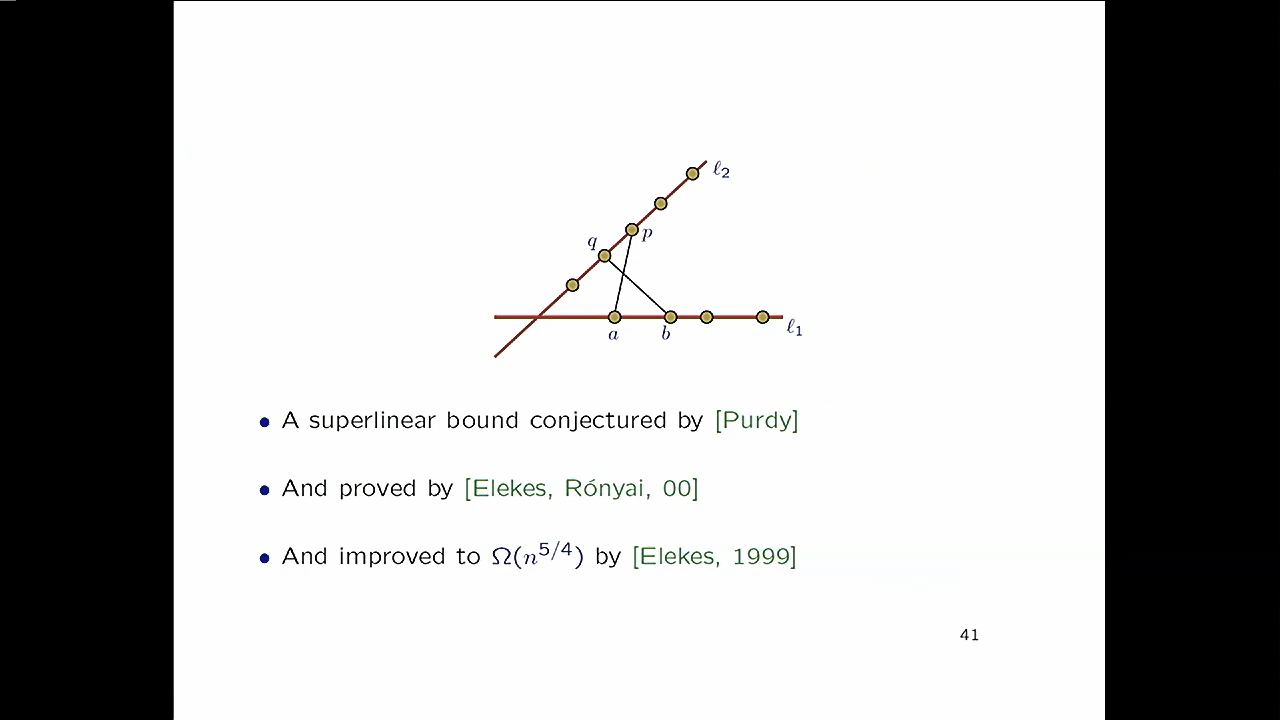 ℓ₂
q
p
a
b
ℓ₁
• A superlinear bound conjectured by [Purdy]
• And proved by [Elekes, Rónyai, 00]
• And improved to Ω(n^{5/4}) by [Elekes, 1999]
41